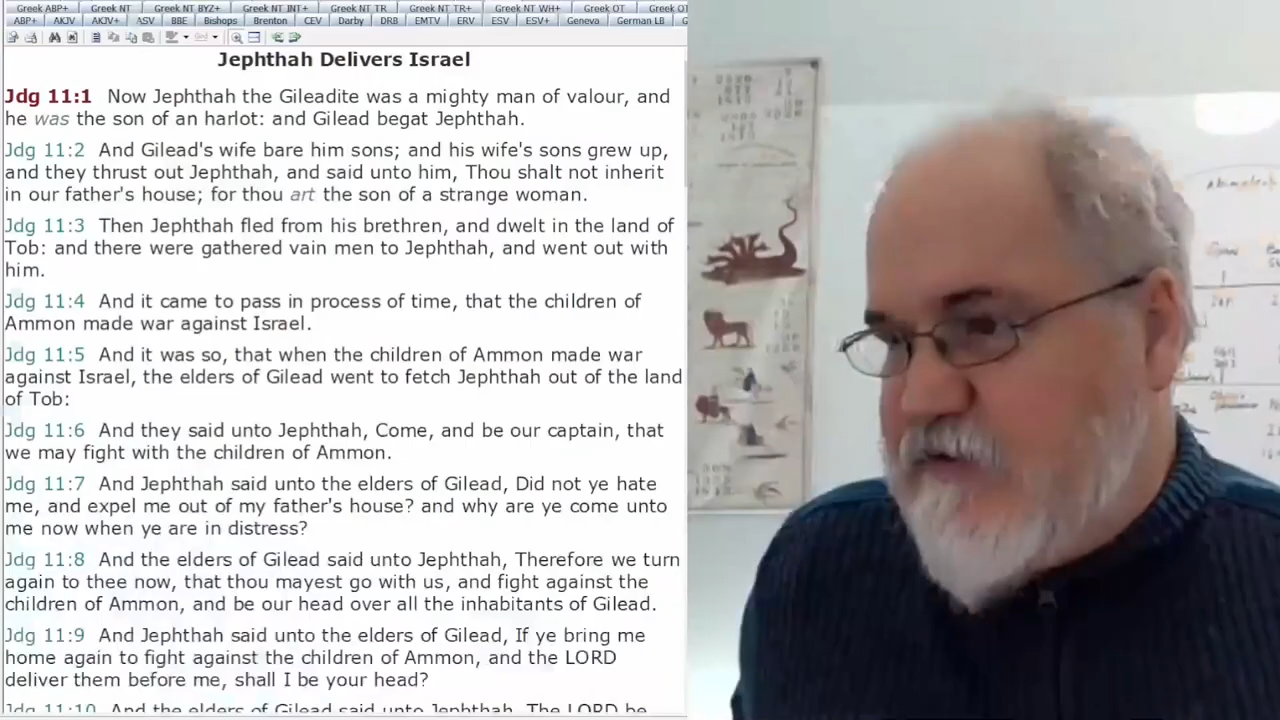 Greek ABP+ Greek NT Greek NT BYZ+ Greek NT INT+ Greek NT TR Greek NT TR+ Greek NT WH+ Greek OT
ABP+ AKJV AKJV+ ASV BBE Bishops Brenton CEV Darby DRB EMTV ERV ESV ESV+ Geneva German LB
Jephthah Delivers Israel
Jdg 11:1 Now Jephthah the Gileadite was a mighty man of valour, and
he was the son of an harlot: and Gilead begat Jephthah.
Jdg 11:2 And Gilead's wife bare him sons; and his wife's sons grew up,
and they thrust out Jephthah, and said unto him, Thou shalt not inherit
in our father's house; for thou art the son of a strange woman.
Jdg 11:3 Then Jephthah fled from his brethren, and dwelt in the land of
Tob: and there were gathered vain men to Jephthah, and went out with
him.
Jdg 11:4 And it came to pass in process of time, that the children of
Ammon made war against Israel.
Jdg 11:5 And it was so, that when the children of Ammon made war
against Israel, the elders of Gilead went to fetch Jephthah out of the land
of Tob:
Jdg 11:6 And they said unto Jephthah, Come, and be our captain, that
we may fight with the children of Ammon.
Jdg 11:7 And Jephthah said unto the elders of Gilead, Did not ye hate
me, and expel me out of my father's house? and why are ye come unto
me now when ye are in distress?
Jdg 11:8 And the elders of Gilead said unto Jephthah, Therefore we turn
again to thee now, that thou mayest go with us, and fight against the
children of Ammon, and be our head over all the inhabitants of Gilead.
Jdg 11:9 And Jephthah said unto the elders of Gilead, If ye bring me
home again to fight against the children of Ammon, and the LORD
deliver them before me, shall I be your head?
Jdg 11:10 And the elders of Gilead said unto Jephthah, The LORD be